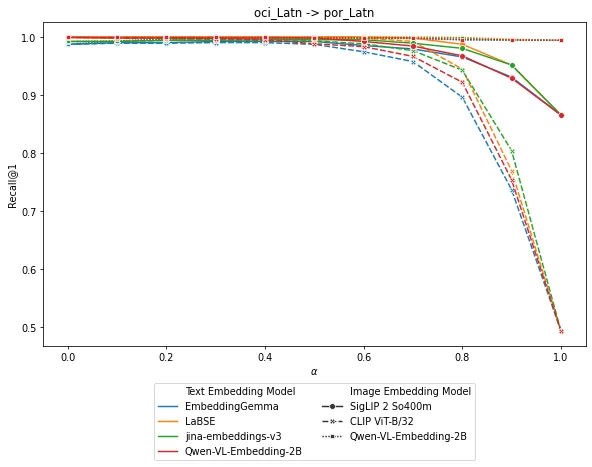 oci_Latn -> por_Latn
Recall@1
1.0
0.9
0.8
0.7
0.6
0.5
0.0 0.2 0.4 0.6 0.8 1.0
α
Text Embedding Model Image Embedding Model
EmbeddingGemma SigLIP 2 So400m
LaBSE CLIP ViT-B/32
jina-embeddings-v3 Qwen-VL-Embedding-2B
Qwen-VL-Embedding-2B